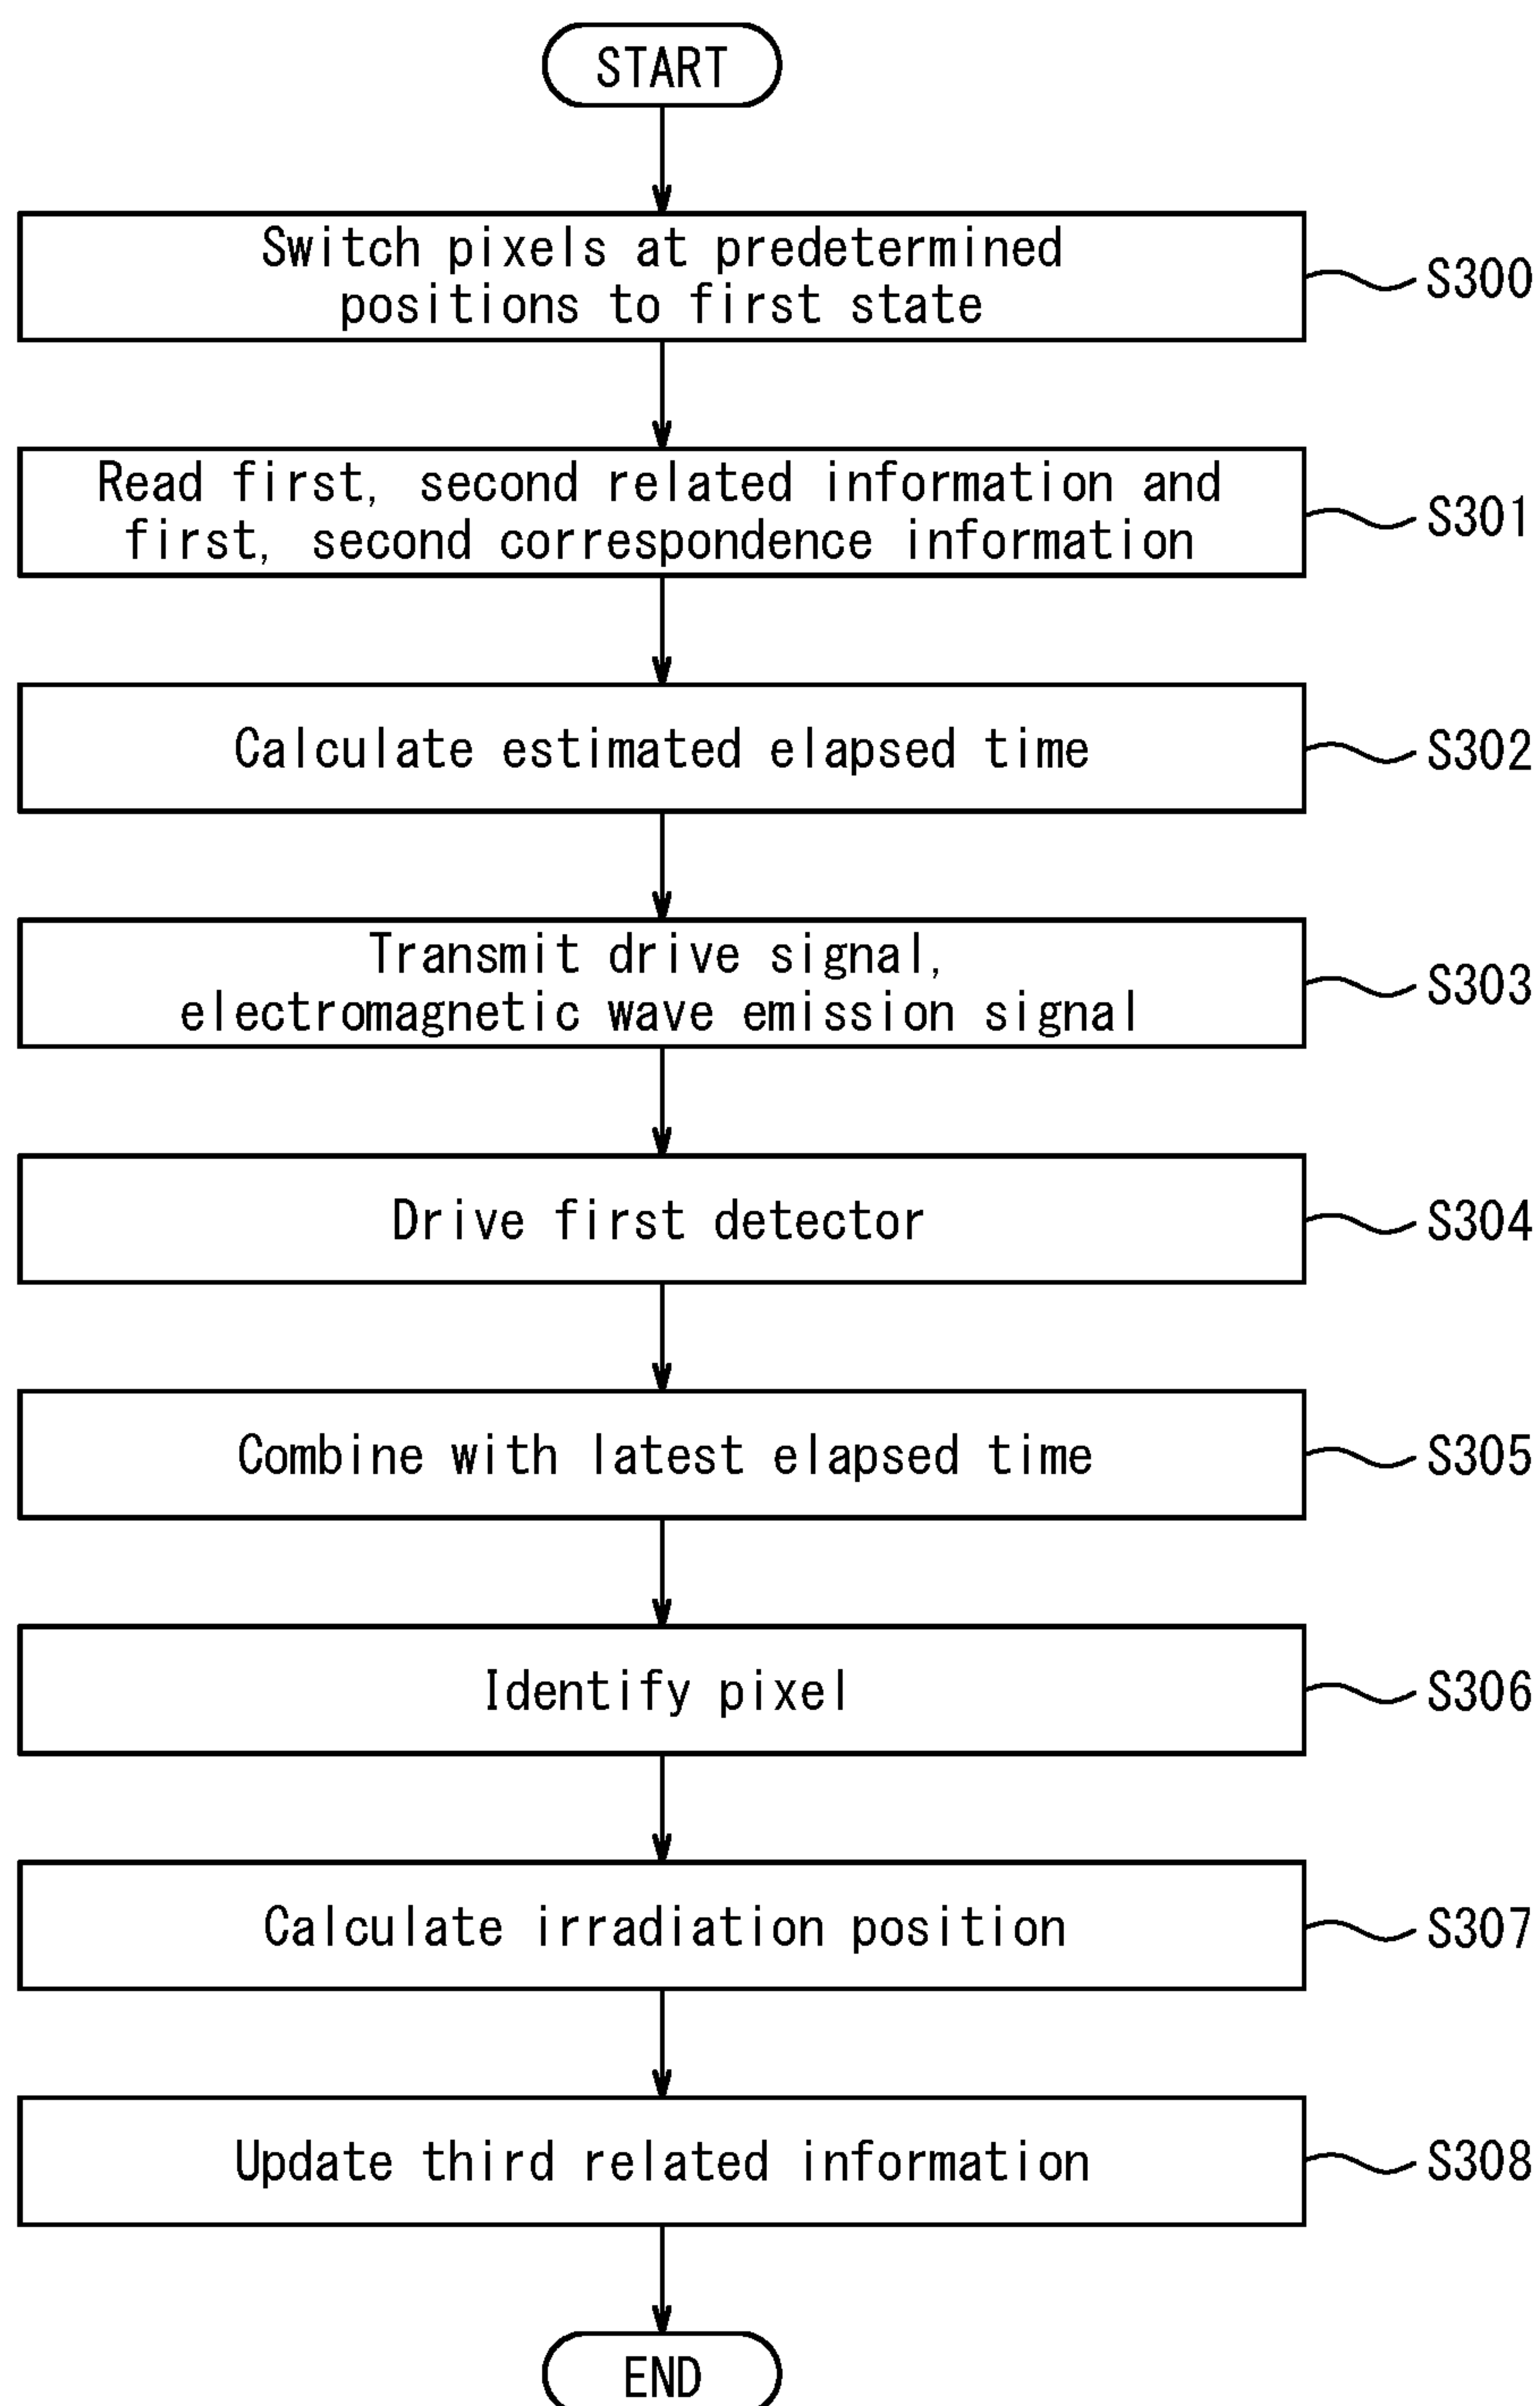 START
Switch pixels at predetermined
positions to first state
S300
Read first, second related information and
first, second correspondence information
S301
Calculate estimated elapsed time
S302
Transmit drive signal,
electromagnetic wave emission signal
S303
Drive first detector
S304
Combine with latest elapsed time
S305
Identify pixel
S306
Calculate irradiation position
S307
Update third related information
S308
END